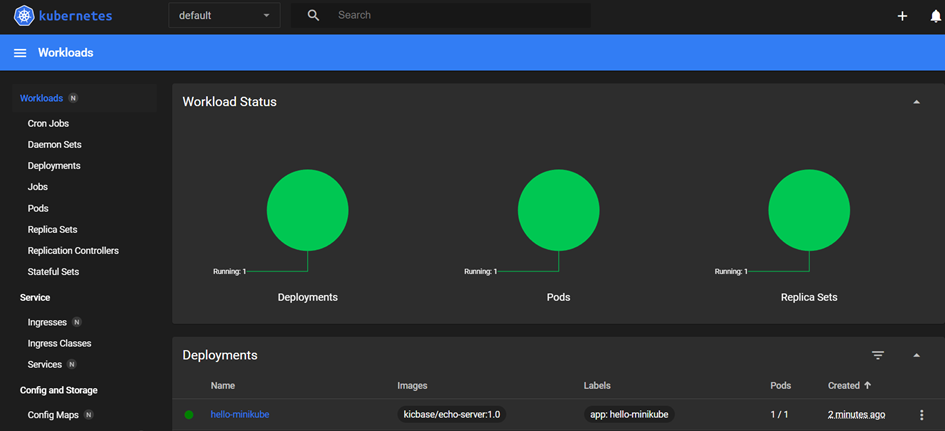 kubernetes
default
Search
Workloads
Workloads N
Cron Jobs
Daemon Sets
Deployments
Jobs
Pods
Replica Sets
Replication Controllers
Stateful Sets
Service
Ingresses N
Ingress Classes
Services N
Config and Storage
Config Maps N
Workload Status
Running: 1
Deployments
Running: 1
Pods
Running: 1
Replica Sets
Deployments
Name Images Labels Pods Created
hello-minikube kicbase/echo-server:1.0 app: hello-minikube 1 / 1 2 minutes ago